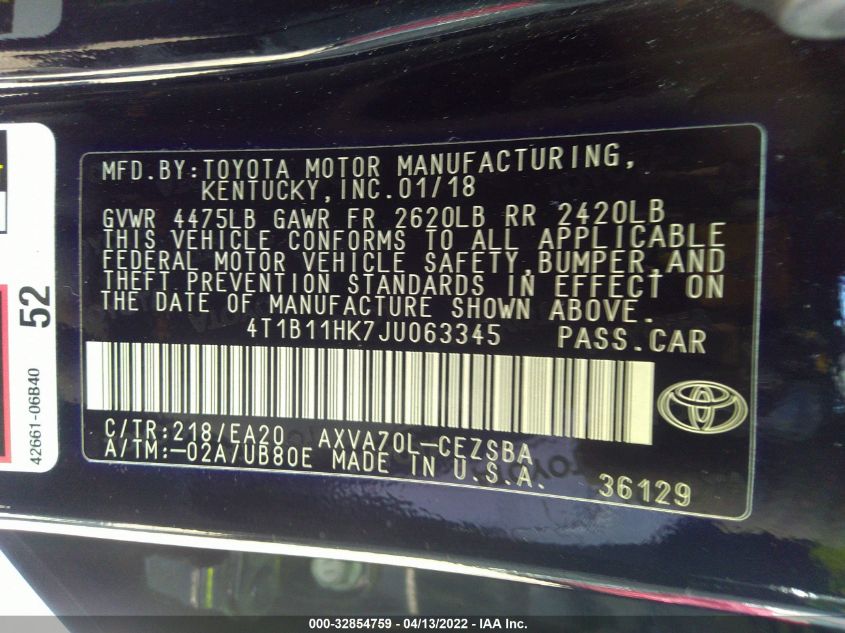 MFD.BY:TOYOTA MOTOR MANUFACTURING,
KENTUCKY,INC.01/18
GVWR 4475LB GAWR FR 2620LB RR 2420LB
THIS VEHICLE CONFORMS TO ALL APPLICABLE
FEDERAL MOTOR VEHICLE SAFETY,BUMPER,AND
THEFT PREVENTION STANDARDS IN EFFECT ON
THE DATE OF MANUFACTURE SHOWN ABOVE.
4T1B11HK7JU063345 PASS.CAR
C/TR:218/EA20 AXVA70L-CEZSBA
A/TM:-02A/UB80E MADE IN U.S.A. 36129
52
42661-06B40
000-32854759 - 04/13/2022 - IAA Inc.